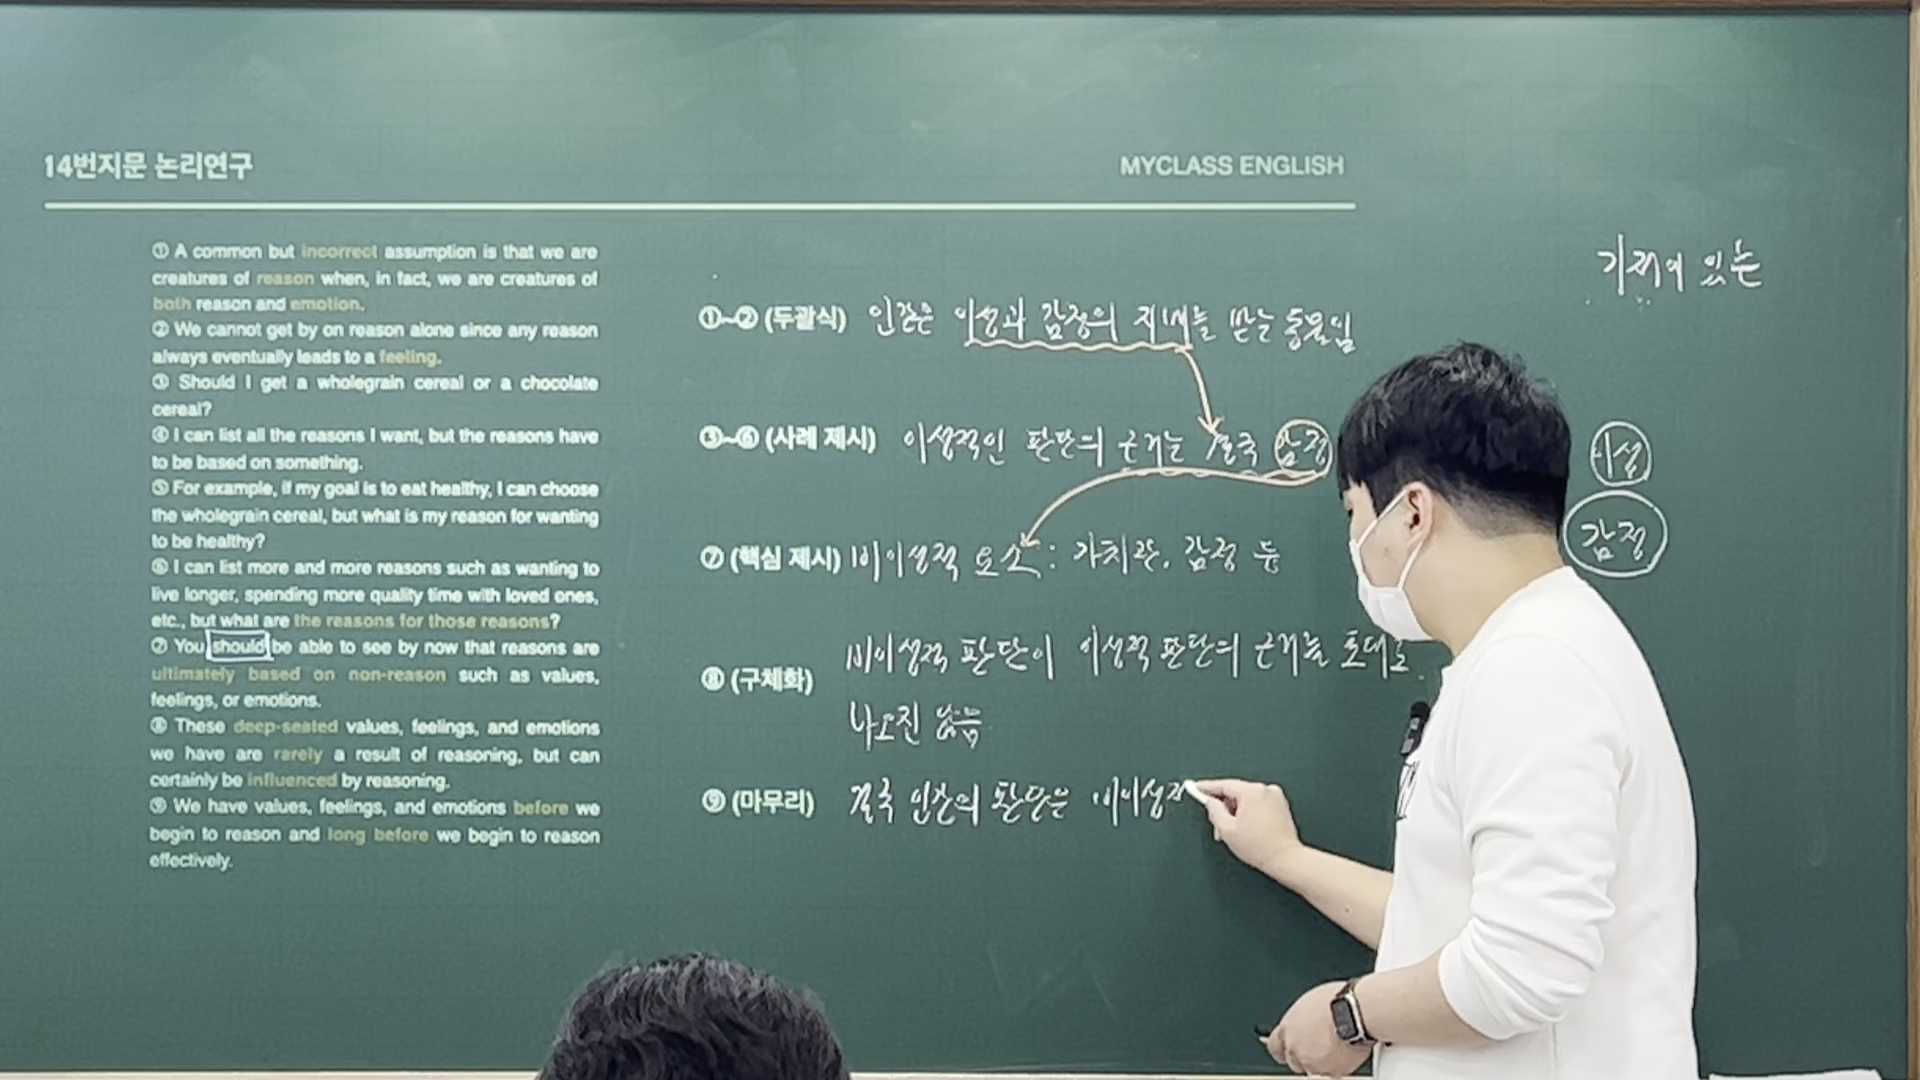 14번지문 논리연구
MYCLASS ENGLISH
① A common but incorrect assumption is that we are
creatures of reason when, in fact, we are creatures of
both reason and emotion.
② We cannot get by on reason alone since any reason
always eventually leads to a feeling.
③ Should I get a wholegrain cereal or a chocolate
cereal?
④ I can list all the reasons I want, but the reasons have
to be based on something.
⑤ For example, if my goal is to eat healthy, I can choose
the wholegrain cereal, but what is my reason for wanting
to be healthy?
⑥ I can list more and more reasons such as wanting to
live longer, spending more quality time with loved ones,
etc., but what are the reasons for those reasons?
⑦ You should be able to see by now that reasons are
ultimately based on non-reason such as values,
feelings, or emotions.
⑧ These deep-seated values, feelings, and emotions
we have are rarely a result of reasoning, but can
certainly be influenced by reasoning.
⑨ We have values, feelings, and emotions before we
begin to reason and long before we begin to reason
effectively.
①~② (두괄식) 인간은 이성과 감정의 지배를 받는 동물임
③~⑥ (사례 제시) 이성적인 판단의 근거는 결국 감정
⑦ (핵심 제시) 비이성적 요소 : 가치관, 감정 등
⑧ (구체화) 비이성적 판단이 이성적 판단의 근거를 토대로
나오진 않음
⑨ (마무리) 결국 인간의 판단은 비이성적
기저에 있는
이성
감정